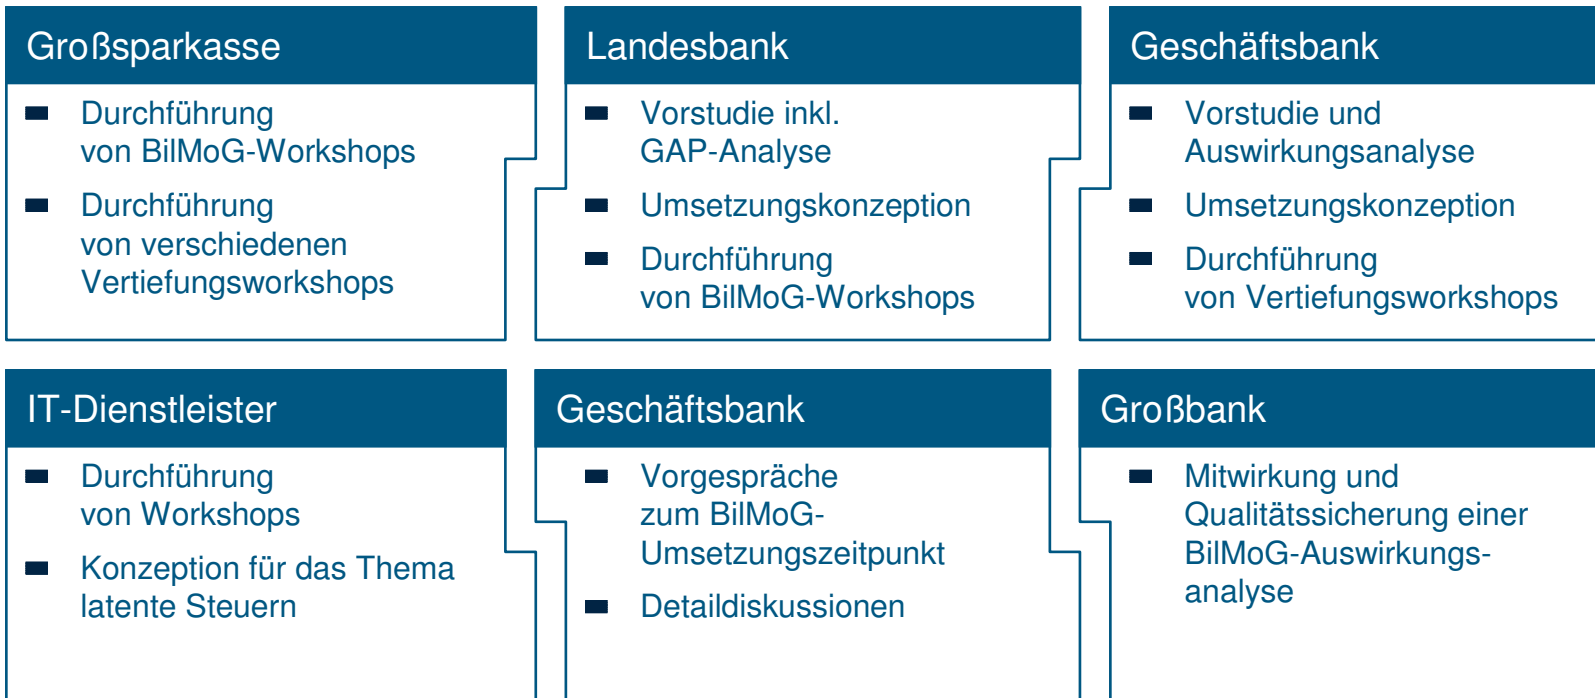 Großsparkasse
Durchführung
von BilMoG-Workshops
Durchführung
von verschiedenen
Vertiefungsworkshops
Landesbank
Vorstudie inkl.
GAP-Analyse
Umsetzungskonzeption
Durchführung
von BilMoG-Workshops
Geschäftsbank
Vorstudie und
Auswirkungsanalyse
Umsetzungskonzeption
Durchführung
von Vertiefungsworkshops
IT-Dienstleister
Durchführung
von Workshops
Konzeption für das Thema
latente Steuern
Geschäftsbank
Vorgespräche
zum BilMoG-
Umsetzungszeitpunkt
Detaildiskussionen
Großbank
Mitwirkung und
Qualitätssicherung einer
BilMoG-Auswirkungs-
analyse